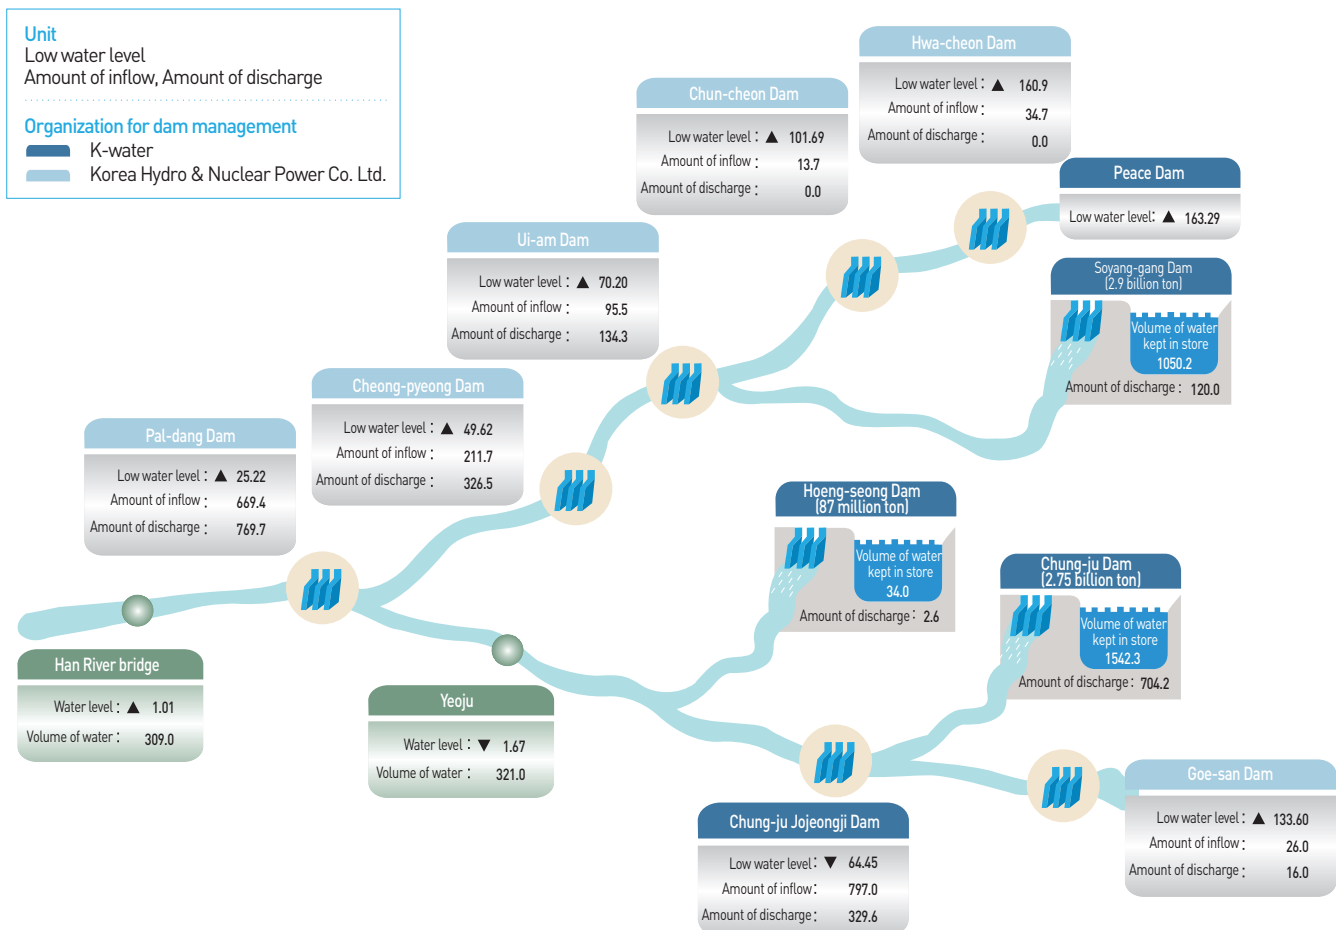 Unit
Low water level
Amount of inflow, Amount of discharge
Organization for dam management
K-water
Korea Hydro & Nuclear Power Co. Ltd.
Hwa-cheon Dam
Low water level : ▲ 160.9
Amount of inflow : 34.7
Amount of discharge : 0.0
Chun-cheon Dam
Low water level : ▲ 101.69
Amount of inflow : 13.7
Amount of discharge : 0.0
Peace Dam
Low water level : ▲ 163.29
Ui-am Dam
Low water level : ▲ 70.20
Amount of inflow : 95.5
Amount of discharge : 134.3
Soyang-gang Dam
(2.9 billion ton)
Volume of water
kept in store
1050.2
Amount of discharge : 120.0
Cheong-pyeong Dam
Low water level : ▲ 49.62
Amount of inflow : 211.7
Amount of discharge : 326.5
Pal-dang Dam
Low water level : ▲ 25.22
Amount of inflow : 669.4
Amount of discharge : 769.7
Hoeng-seong Dam
(87 million ton)
Volume of water
kept in store
34.0
Amount of discharge : 2.6
Chung-ju Dam
(2.75 billion ton)
Volume of water
kept in store
1542.3
Amount of discharge : 704.2
Han River bridge
Water level : ▲ 1.01
Volume of water : 309.0
Yeoju
Water level : ▼ 1.67
Volume of water : 321.0
Chung-ju Jojeongji Dam
Low water level : ▼ 64.45
Amount of inflow : 797.0
Amount of discharge : 329.6
Goe-san Dam
Low water level : ▲ 133.60
Amount of inflow : 26.0
Amount of discharge : 16.0